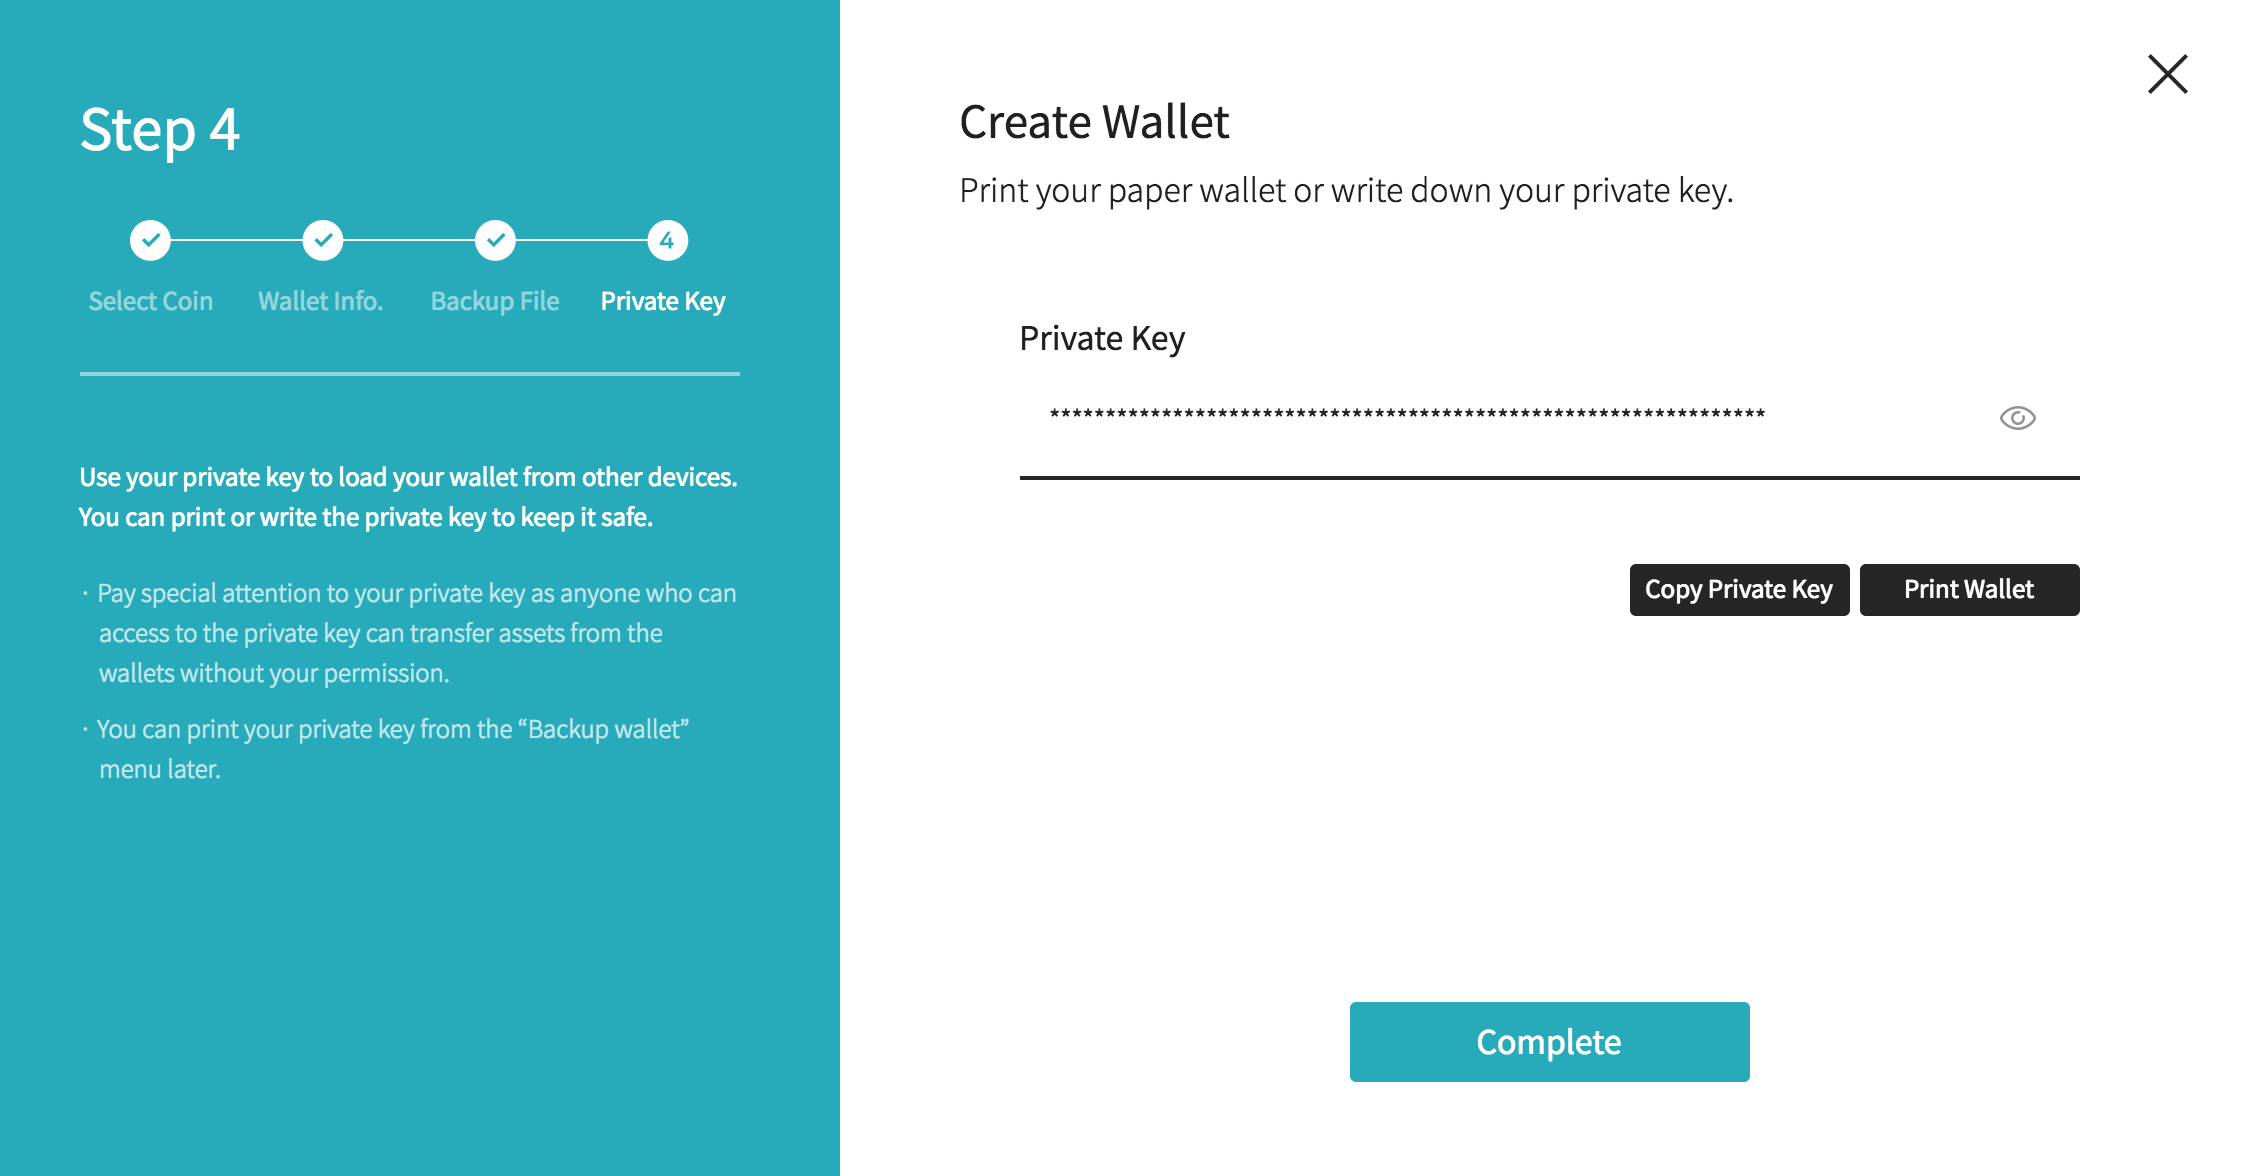 Step 4
4
Select Coin
Wallet Info.
Backup File
Private Key
Use your private key to load your wallet from other devices.
You can print or write the private key to keep it safe.
· Pay special attention to your private key as anyone who can
access to the private key can transfer assets from the
wallets without your permission.
· You can print your private key from the “Backup wallet”
menu later.
Create Wallet
Print your paper wallet or write down your private key.
Private Key
****************************************************************
Copy Private Key
Print Wallet
Complete